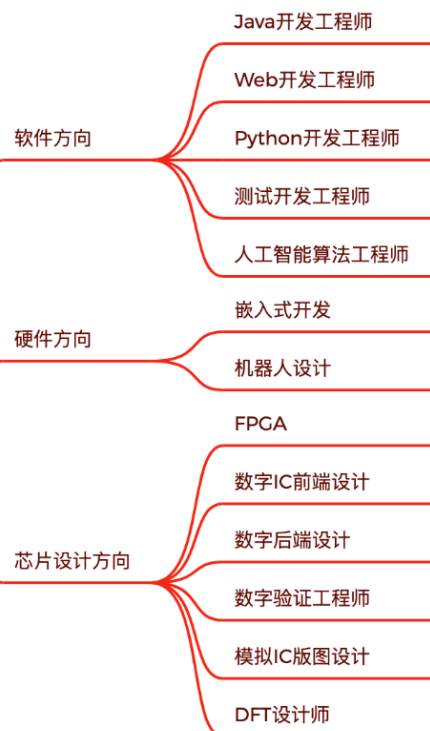 软件方向
Java开发工程师
Web开发工程师
Python开发工程师
测试开发工程师
人工智能算法工程师
硬件方向
嵌入式开发
机器人设计
芯片设计方向
FPGA
数字IC前端设计
数字后端设计
数字验证工程师
模拟IC版图设计
DFT设计师